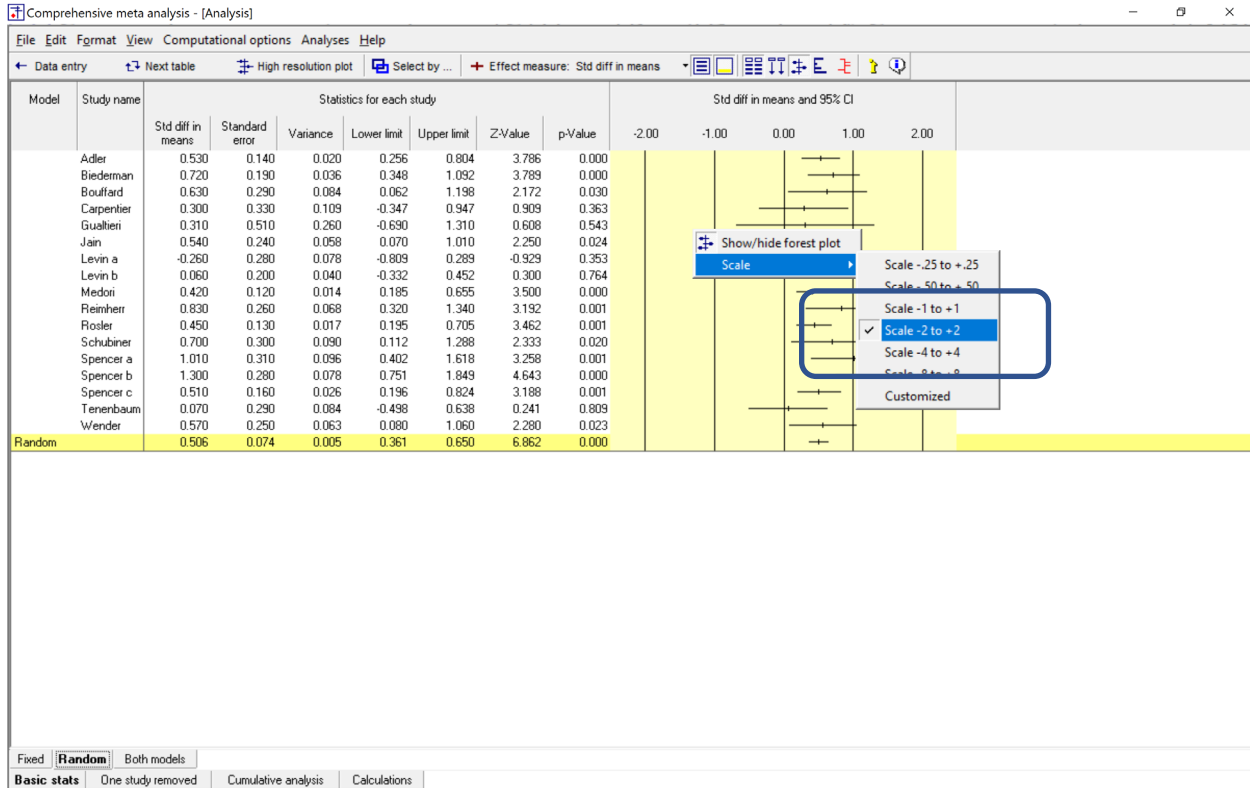 Comprehensive meta analysis - [Analysis]
File Edit Format View Computational options Analyses Help
Data entry Next table High resolution plot Select by ... Effect measure: Std diff in means
Model Study name Statistics for each study Std diff in means and 95% CI
Std diff in means Standard error Variance Lower limit Upper limit Z-Value p-Value -2.00 -1.00 0.00 1.00 2.00
Adler 0.530 0.140 0.020 0.256 0.804 3.786 0.000
Biederman 0.720 0.190 0.036 0.348 1.092 3.789 0.000
Bouffard 0.630 0.290 0.084 0.062 1.198 2.172 0.030
Carpentier 0.300 0.330 0.109 -0.347 0.947 0.909 0.363
Gualtieri 0.310 0.510 0.260 -0.690 1.310 0.608 0.543
Jain 0.540 0.240 0.058 0.070 1.010 2.250 0.024
Levin a -0.260 0.280 0.078 -0.809 0.289 -0.929 0.353
Levin b 0.060 0.200 0.040 -0.332 0.452 0.300 0.764
Medori 0.420 0.120 0.014 0.185 0.655 3.500 0.000
Reimherr 0.830 0.260 0.068 0.320 1.340 3.192 0.001
Rosler 0.450 0.130 0.017 0.195 0.705 3.462 0.001
Schubiner 0.700 0.300 0.090 0.112 1.288 2.333 0.020
Spencer a 1.010 0.310 0.096 0.402 1.618 3.258 0.001
Spencer b 1.300 0.280 0.078 0.751 1.849 4.643 0.000
Spencer c 0.510 0.160 0.026 0.196 0.824 3.188 0.001
Tenenbaum 0.070 0.290 0.084 -0.498 0.638 0.241 0.809
Wender 0.570 0.250 0.063 0.080 1.060 2.280 0.023
Random 0.506 0.074 0.005 0.361 0.650 6.862 0.000
Show/hide forest plot
Scale
Scale -.25 to +.25
Scale -.50 to +.50
Scale -1 to +1
Scale -2 to +2
Scale -4 to +4
Scale -8 to +8
Customized
Fixed Random Both models
Basic stats One study removed Cumulative analysis Calculations